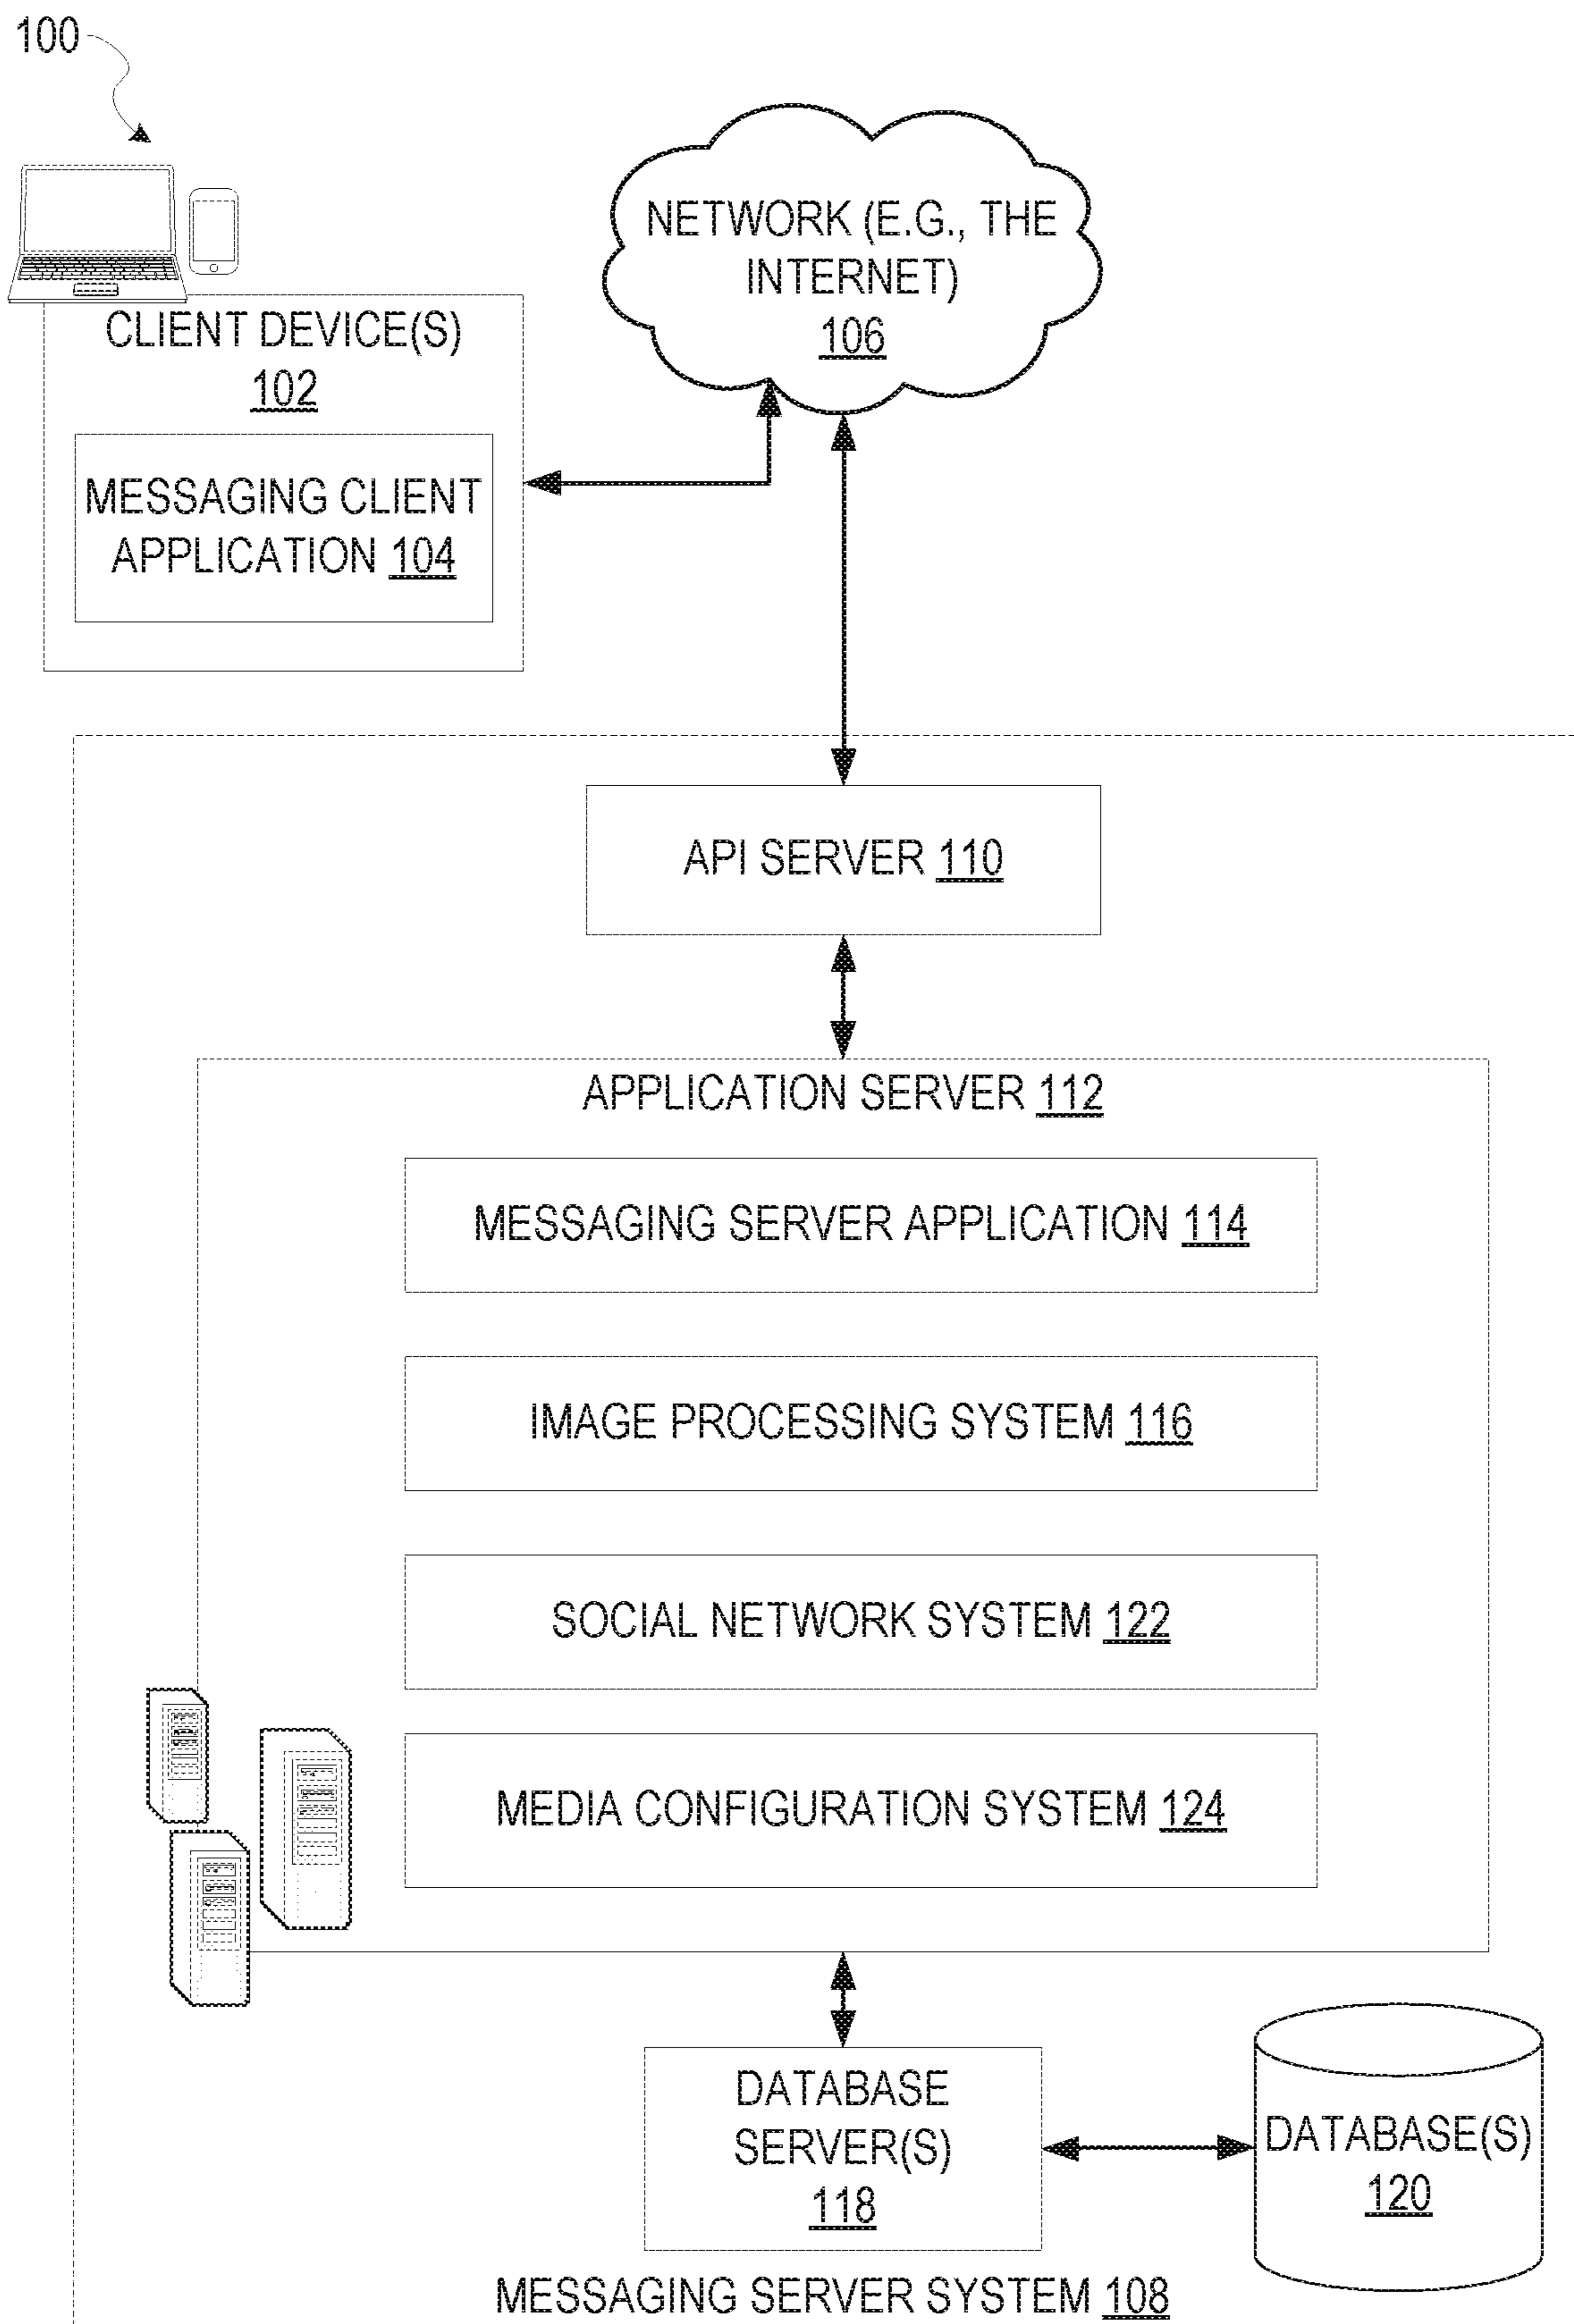 100
NETWORK (E.G., THE
INTERNET)
106
CLIENT DEVICE(S)
102
MESSAGING CLIENT
APPLICATION 104
API SERVER 110
APPLICATION SERVER 112
MESSAGING SERVER APPLICATION 114
IMAGE PROCESSING SYSTEM 116
SOCIAL NETWORK SYSTEM 122
MEDIA CONFIGURATION SYSTEM 124
DATABASE
SERVER(S)
118
DATABASE(S)
120
MESSAGING SERVER SYSTEM 108